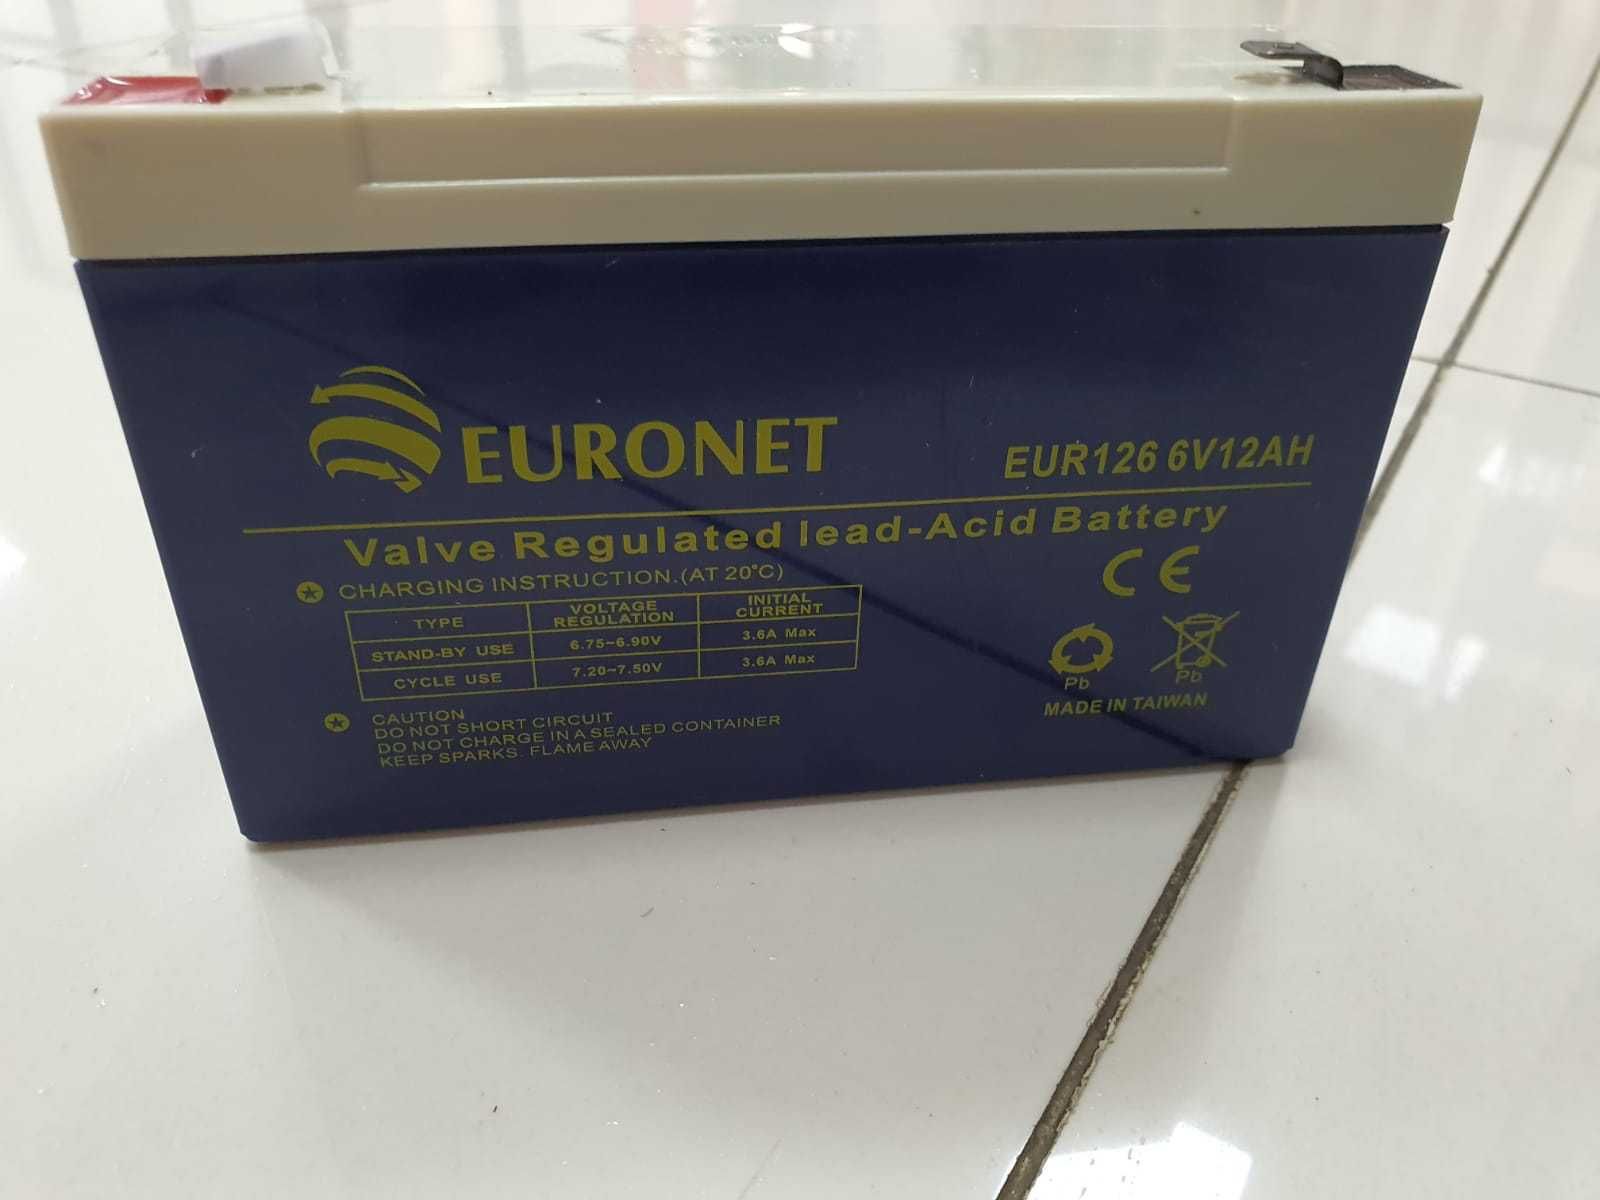 EURONET
EUR126 6V12AH
Valve Regulated lead-Acid Battery
CHARGING INSTRUCTION.(AT 20°C)
TYPE VOLTAGE REGULATION INITIAL CURRENT
STAND-BY USE 6.75~6.90V 3.6A Max
CYCLE USE 7.20~7.50V 3.6A Max
CAUTION
DO NOT SHORT CIRCUIT
DO NOT CHARGE IN A SEALED CONTAINER
KEEP SPARKS. FLAME AWAY
CE
Pb Pb
MADE IN TAIWAN